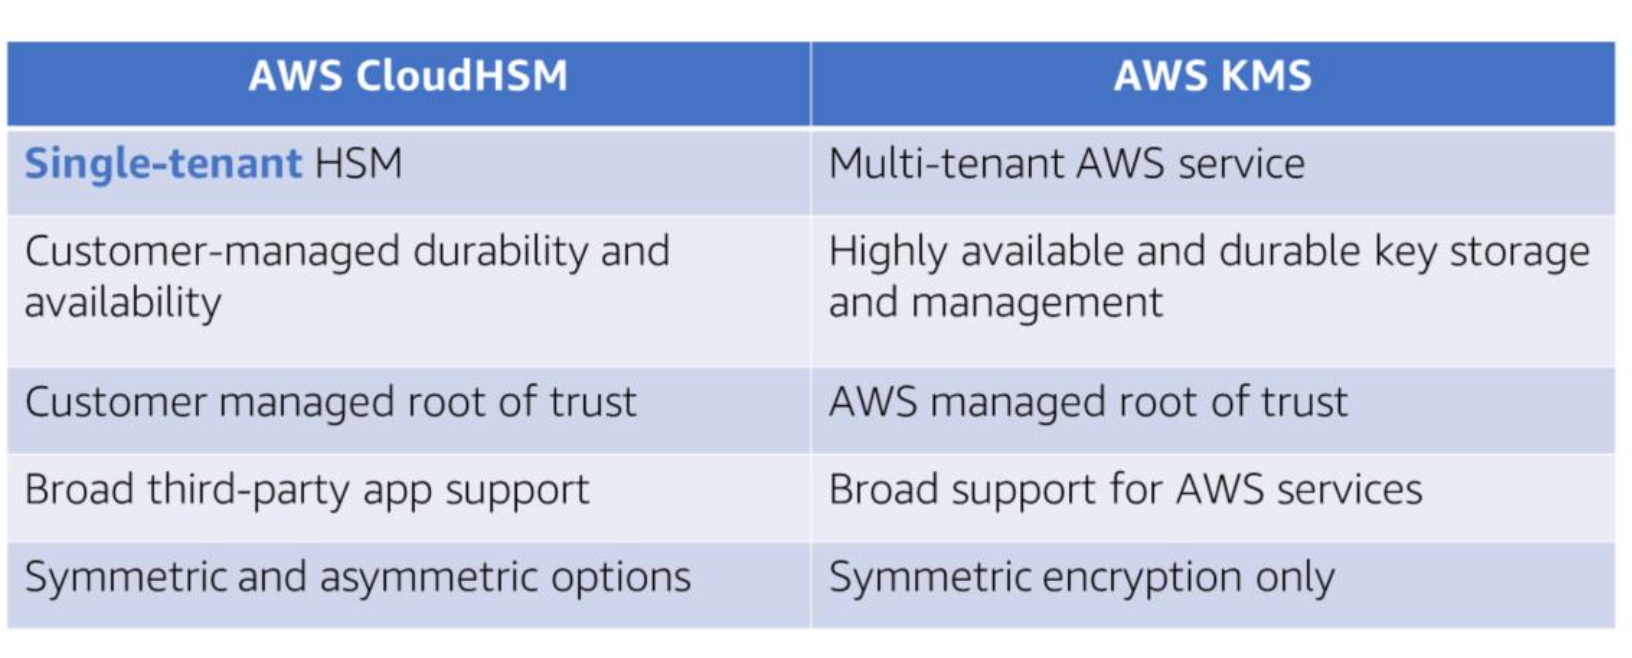 AWS CloudHSM
AWS KMS
Single-tenant HSM
Multi-tenant AWS service
Customer-managed durability and
availability
Highly available and durable key storage
and management
Customer managed root of trust
AWS managed root of trust
Broad third-party app support
Broad support for AWS services
Symmetric and asymmetric options
Symmetric encryption only